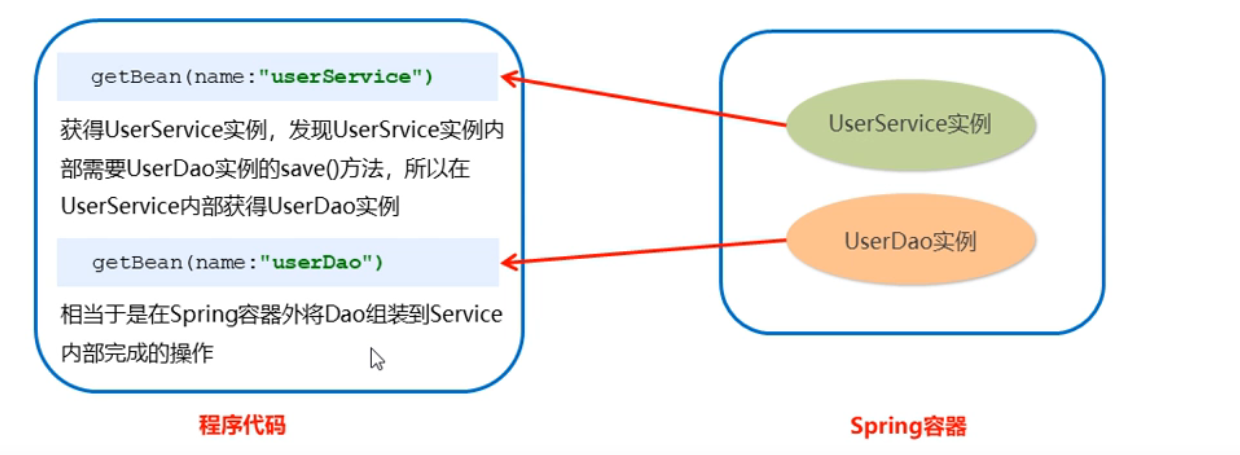 getBean(name:"userService")
获得UserService实例，发现UserSrvice实例内
部需要UserDao实例的save()方法，所以在
UserService内部获得UserDao实例
getBean(name:"userDao")
相当于是在Spring容器外将Dao组装到Service
内部完成的操作
程序代码
UserService实例
UserDao实例
Spring容器